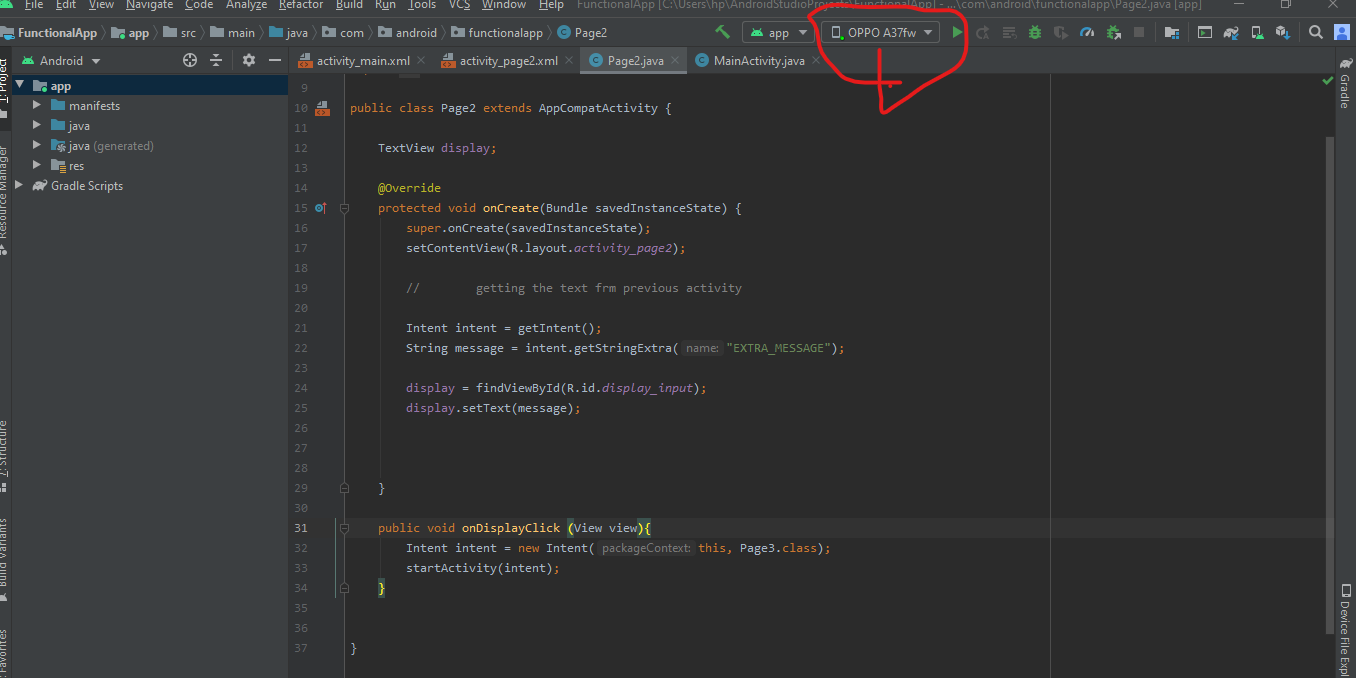 File Edit View Navigate Code Analyze Refactor Build Run Tools VCS Window Help FunctionalApp [C:\Users\hp\AndroidStudioProjects\FunctionalApp] - ...\com\android\functionalapp\Page2.java [app]
FunctionalApp app src main java com android functionalapp Page2 app OPPO A37fw
Android activity_main.xml activity_page2.xml Page2.java MainActivity.java
app
manifests
java
java (generated)
res
Gradle Scripts
1: Project
Resource Manager
7: Structure
Build Variants
Favorites
9
10 public class Page2 extends AppCompatActivity {
11
12 TextView display;
13
14 @Override
15 protected void onCreate(Bundle savedInstanceState) {
16 super.onCreate(savedInstanceState);
17 setContentView(R.layout.activity_page2);
18
19 // getting the text frm previous activity
20
21 Intent intent = getIntent();
22 String message = intent.getStringExtra( name: "EXTRA_MESSAGE");
23
24 display = findViewById(R.id.display_input);
25 display.setText(message);
26
27
28
29 }
30
31 public void onDisplayClick (View view){
32 Intent intent = new Intent( packageContext: this, Page3.class);
33 startActivity(intent);
34 }
35
36
37 }
Gradle
Device File Expl